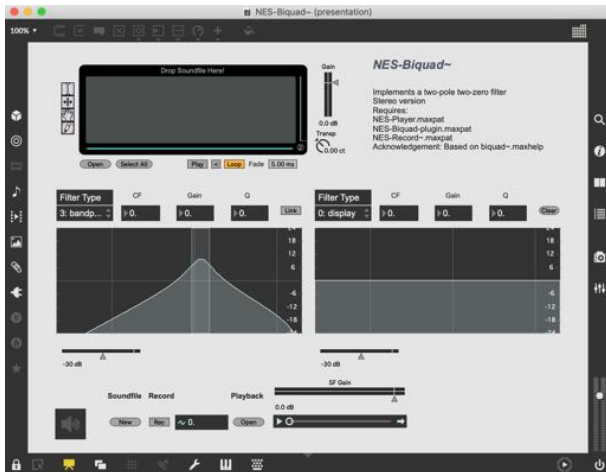 NES-Biquad~ (presentation)
100%
Drop Soundfile Here!
Gain
0.0 dB
Transp
0.00 ct
NES-Biquad~
Implements a two-pole two-zero filter
Stereo version
Requires:
NES-Player.maxpat
NES-Biquad-plugin.maxpat
NES-Record~.maxpat
Acknowledgement: Based on biquad~.maxhelp
Open Select All Play < Loop Fade 5.00 ms
Filter Type CF Gain Q
3: bandp... 0. 0. 0. Link
Filter Type CF Gain Q
0: display 0. 0. 0. Clear
24
18
12
6
-6
-12
-18
-24
24
18
12
6
-6
-12
-18
-24
-30 dB
-30 dB
SF Gain
Soundfile Record Playback
0.0 dB
New Rec 0. Open